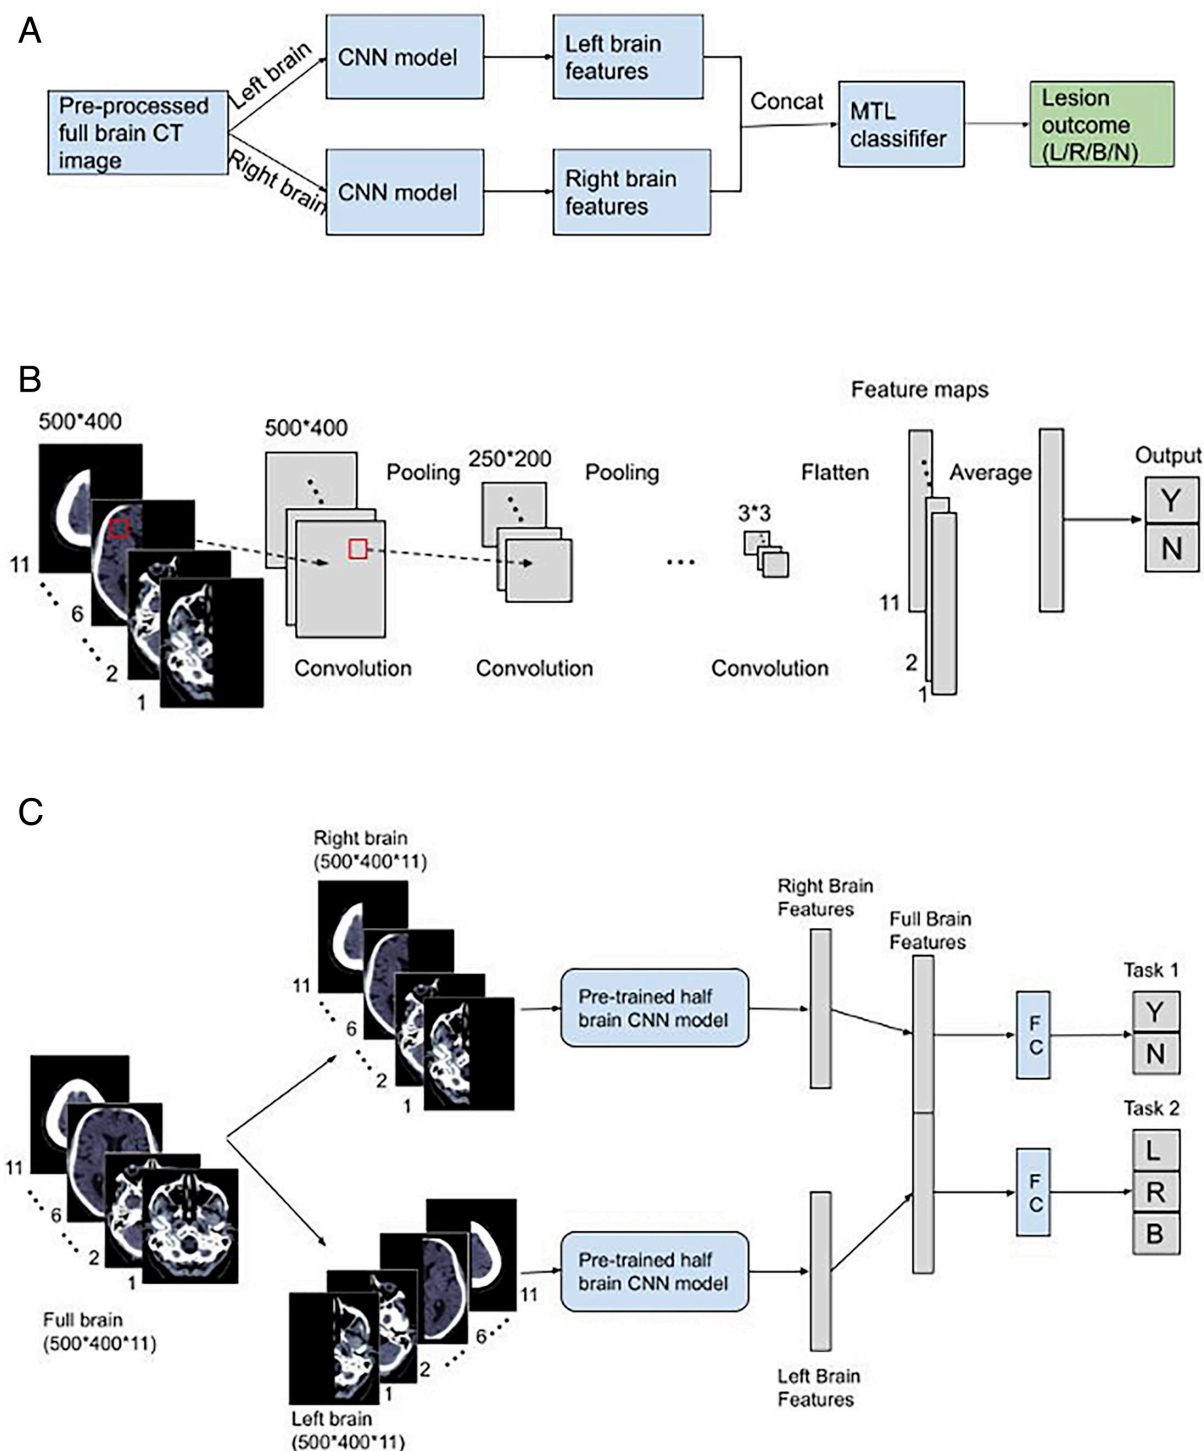 A
Pre-processed
full brain CT
image
Left brain
Right brain
CNN model
CNN model
Left brain
features
Right brain
features
Concat
MTL
classififer
Lesion
outcome
(L/R/B/N)
B
Feature maps
500*400
500*400
Pooling
250*200
Pooling
3*3
Flatten
Average
Output
Y
N
11
6
2
1
Convolution
Convolution
Convolution
11
2
1
C
Right brain
(500*400*11)
11
6
2
1
Pre-trained half
brain CNN model
Right Brain
Features
Full Brain
Features
F
C
Task 1
Y
N
11
6
2
1
Full brain
(500*400*11)
11
6
2
1
Left brain
(500*400*11)
Pre-trained half
brain CNN model
Left Brain
Features
F
C
Task 2
L
R
B